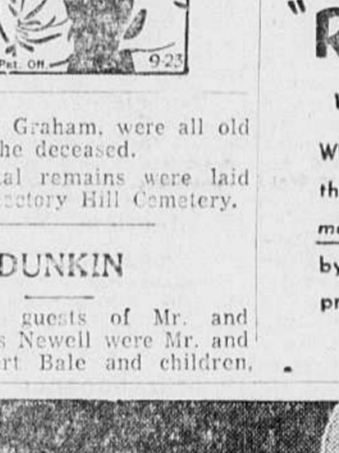 Pat. Off.
9-23
Graham, were all old
he deceased.
al remains were laid
ctory Hill Cemetery.
DUNKIN
guests of Mr. and
s Newell were Mr. and
rt Bale and children,
"R
W
W
th
m
by
pr